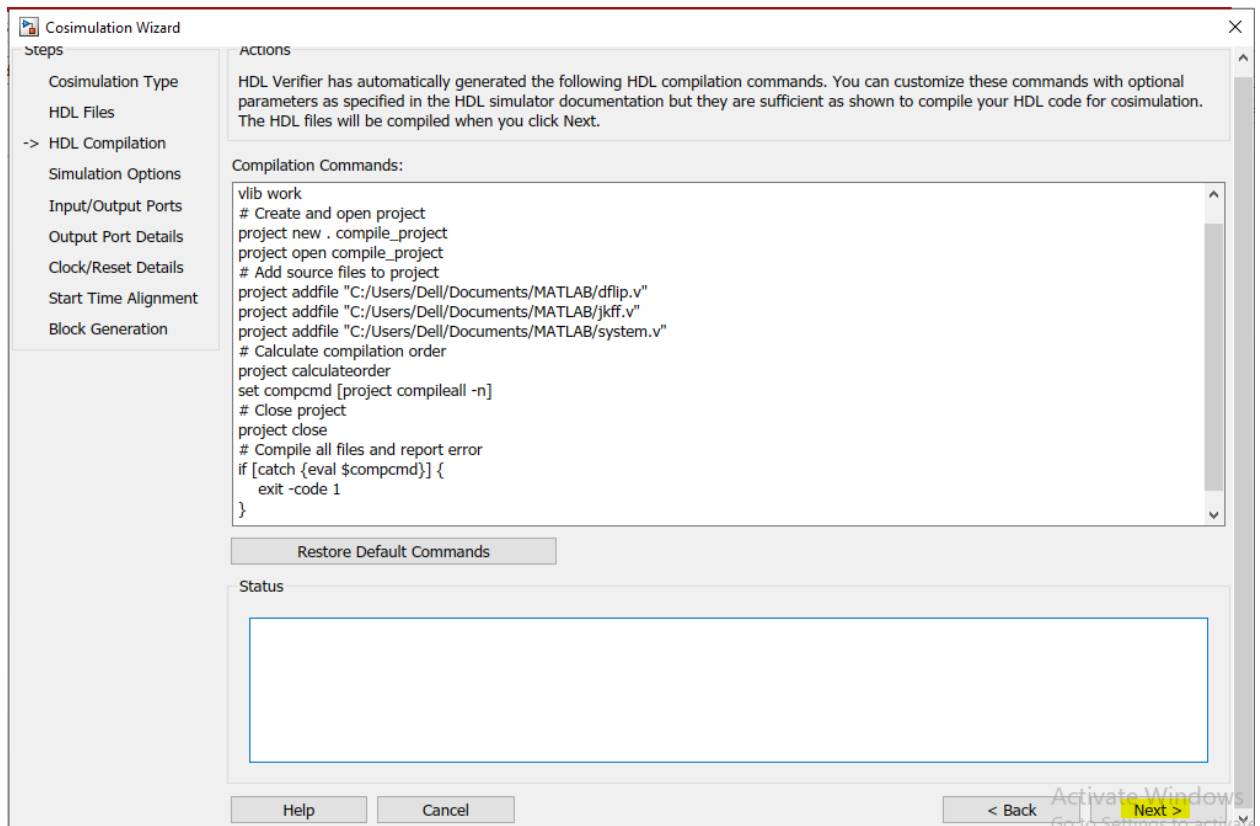 Cosimulation Wizard
Steps
Cosimulation Type
HDL Files
-> HDL Compilation
Simulation Options
Input/Output Ports
Output Port Details
Clock/Reset Details
Start Time Alignment
Block Generation
Actions
HDL Verifier has automatically generated the following HDL compilation commands. You can customize these commands with optional
parameters as specified in the HDL simulator documentation but they are sufficient as shown to compile your HDL code for cosimulation.
The HDL files will be compiled when you click Next.
Compilation Commands:
vlib work
# Create and open project
project new . compile_project
project open compile_project
# Add source files to project
project addfile "C:/Users/Dell/Documents/MATLAB/dflip.v"
project addfile "C:/Users/Dell/Documents/MATLAB/jkff.v"
project addfile "C:/Users/Dell/Documents/MATLAB/system.v"
# Calculate compilation order
project calculateorder
set compcmd [project compileall -n]
# Close project
project close
# Compile all files and report error
if [catch {eval $compcmd}] {
exit -code 1
}
Restore Default Commands
Status
Help Cancel < Back Next >
Activate Windows
Go to Settings to activate